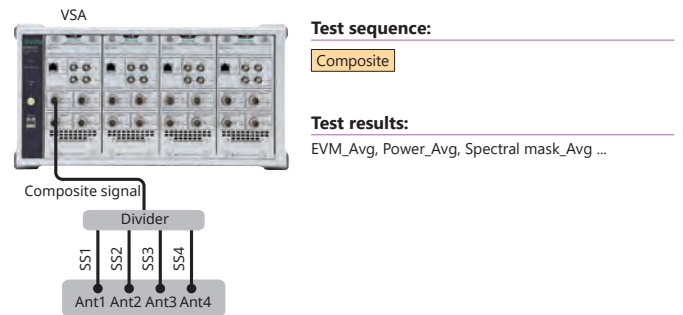 VSA
Test sequence:
Composite
Test results:
EVM_Avg, Power_Avg, Spectral mask_Avg ...
Composite signal
Divider
SS1 SS2 SS3 SS4
Ant1 Ant2 Ant3 Ant4